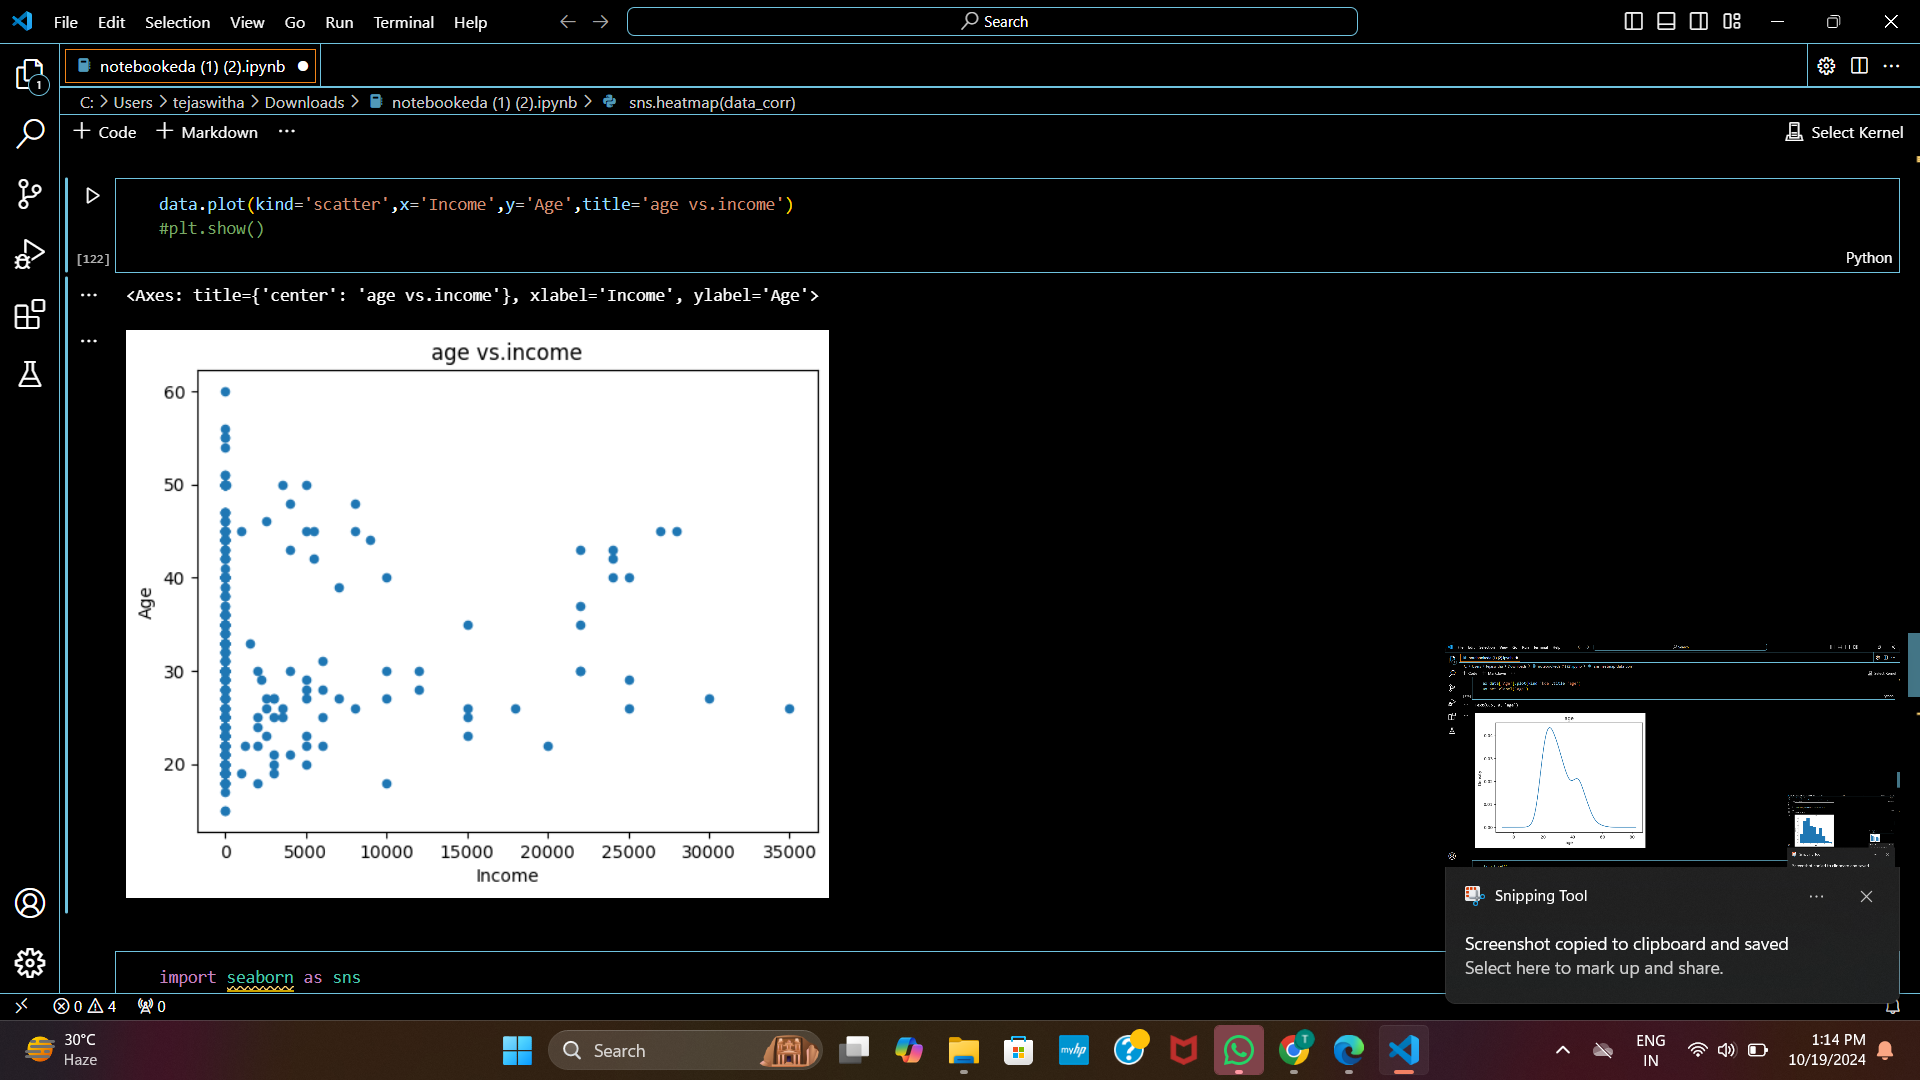 File Edit Selection View Go Run Terminal Help
Search
notebookeda (1) (2).ipynb
1
C: > Users > tejaswitha > Downloads > notebookeda (1) (2).ipynb > sns.heatmap(data_corr)
+ Code + Markdown ...
Select Kernel
data.plot(kind='scatter',x='Income',y='Age',title='age vs.income')
#plt.show()
[122]
Python
<Axes: title={'center': 'age vs.income'}, xlabel='Income', ylabel='Age'>
age vs.income
60
50
40
30
20
Age
0 5000 10000 15000 20000 25000 30000 35000
Income
Snipping Tool
Screenshot copied to clipboard and saved
Select here to mark up and share.
import seaborn as sns
0 4 0
30°C
Haze
Search
myhp
T
ENG
IN
1:14 PM
10/19/2024